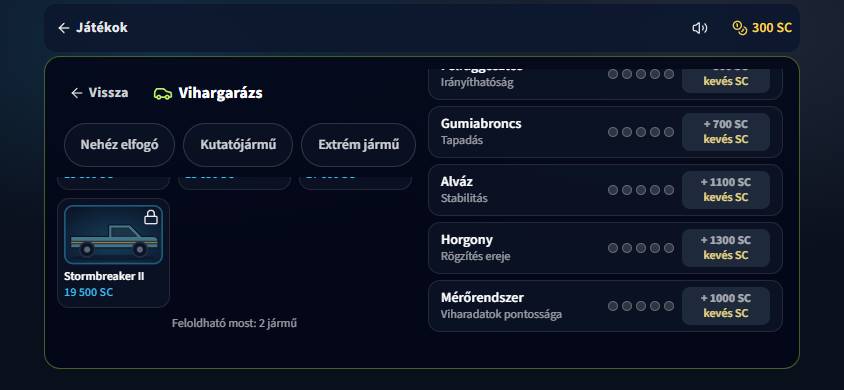 Játékok
300 SC
Vissza
Vihargarázs
Nehéz elfogó
Kutatójármű
Extrém jármű
Stormbreaker II
19 500 SC
Feloldható most: 2 jármű
Irányíthatóság
kevés SC
Gumiabroncs
Tapadás
+ 700 SC
kevés SC
Alváz
Stabilitás
+ 1100 SC
kevés SC
Horgony
Rögzítés ereje
+ 1300 SC
kevés SC
Mérőrendszer
Viharadatok pontossága
+ 1000 SC
kevés SC